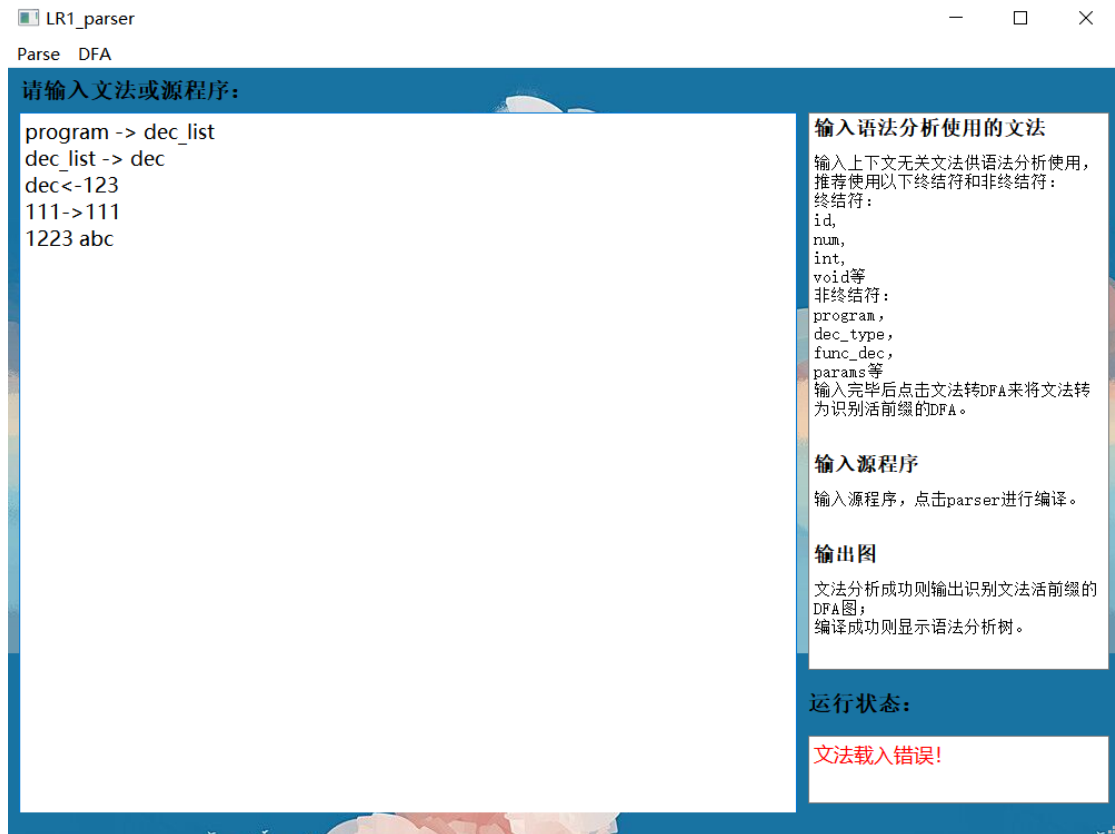 LR1_parser
Parse DFA
请输入文法或源程序：
program -> dec_list
dec_list -> dec
dec<-123
111->111
1223 abc
输入语法分析使用的文法
输入上下文无关文法供语法分析使用，
推荐使用以下终结符和非终结符：
终结符：
id,
num,
int,
void等
非终结符：
program，
dec_type，
func_dec，
params等
输入完毕后点击文法转DFA来将文法转
为识别活前缀的DFA。
输入源程序
输入源程序，点击parser进行编译。
输出图
文法分析成功则输出识别文法活前缀的
DFA图；
编译成功则显示语法分析树。
运行状态：
文法载入错误！